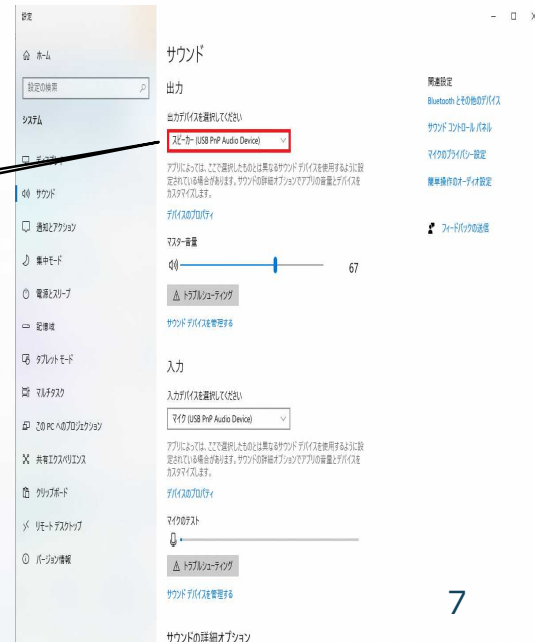 設定
ホーム
設定の検索
システム
サウンド
通知とアクション
集中モード
電源とスリープ
記憶域
タブレット モード
マルチタスク
この PC へのプロジェクション
共有エクスペリエンス
クリップボード
リモート デスクトップ
バージョン情報
サウンド
出力
出力デバイスを選択してください
スピーカー (USB PnP Audio Device)
アプリによっては、ここで選択したものとは異なるサウンド デバイスを使用するように設
定されている場合があります。サウンドの詳細オプションでアプリの音量とデバイスを
カスタマイズします。
デバイスのプロパティ
マスター音量
67
トラブルシューティング
サウンド デバイスを管理する
入力
入力デバイスを選択してください
マイク (USB PnP Audio Device)
アプリによっては、ここで選択したものとは異なるサウンド デバイスを使用するように設
定されている場合があります。サウンドの詳細オプションでアプリの音量とデバイスを
カスタマイズします。
デバイスのプロパティ
マイクのテスト
トラブルシューティング
サウンド デバイスを管理する
サウンドの詳細オプション
関連設定
Bluetooth とその他のデバイス
サウンド コントロール パネル
マイクのプライバシー設定
簡単操作のオーディオ設定
フィードバックの送信
7